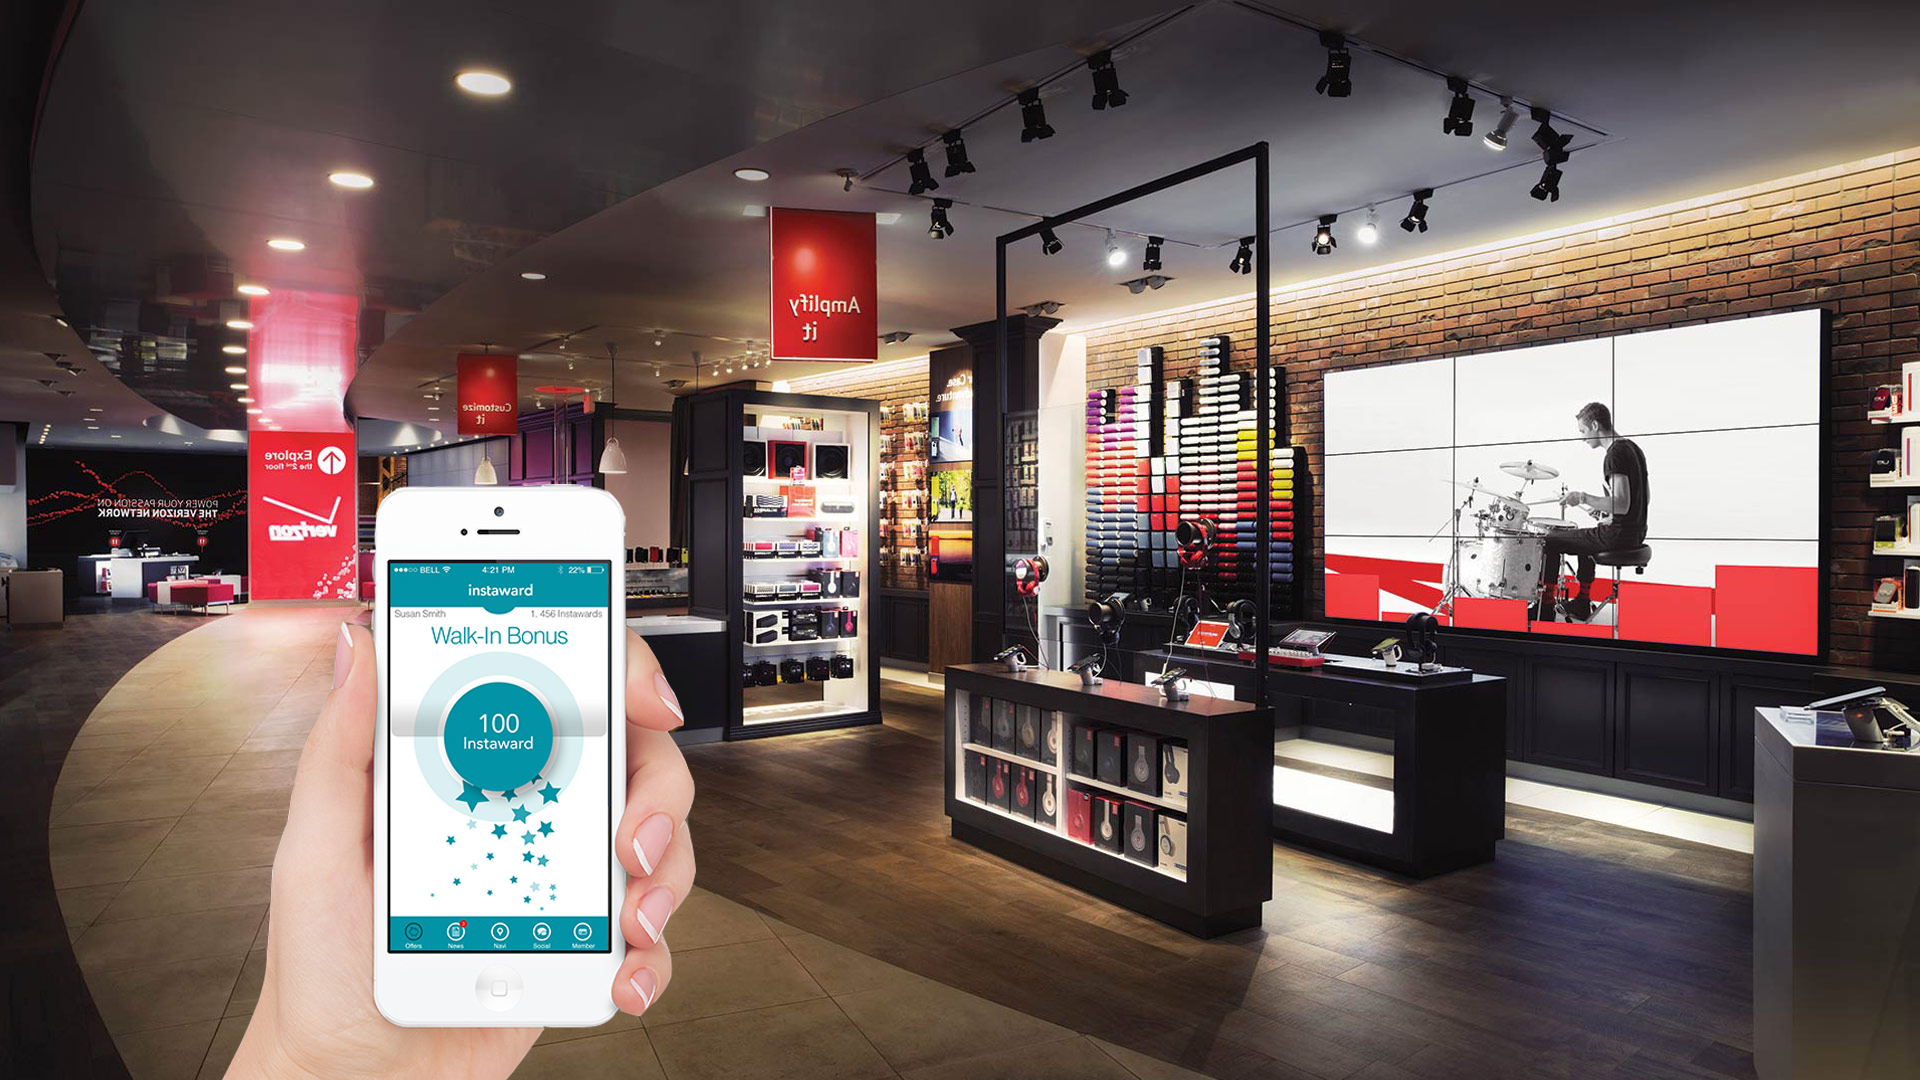 Amplify
it
Customize
it
Explore
the 2nd floor
verizon
POWER YOUR PASSION ON
THE VERIZON NETWORK
r Case.
BELL 4:21 PM 22%
instaward
Susan Smith 1. 456 Instawards
Walk-In Bonus
100
Instaward
Offers News Navi Social Member